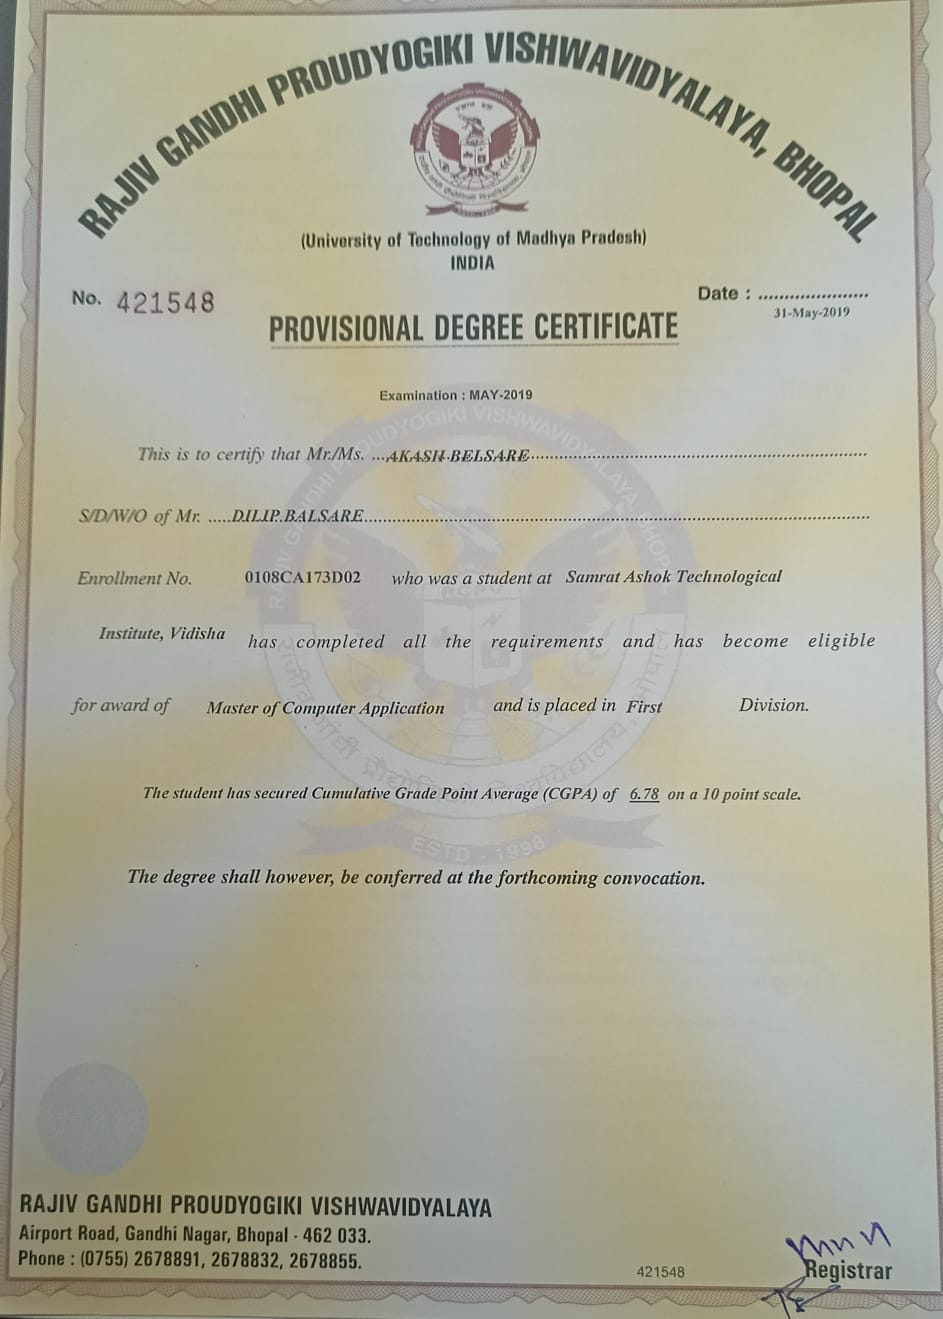 RAJIV GANDHI PROUDYOGIKI VISHWAVIDYALAYA, BHOPAL
(University of Technology of Madhya Pradesh)
INDIA
No. 421548
Date : ......................
31-May-2019
PROVISIONAL DEGREE CERTIFICATE
Examination : MAY-2019
This is to certify that Mr./Ms. ...AKASH BELSARE...
S/D/W/O of Mr. .....DILIP BALSARE...
Enrollment No. 0108CA173D02 who was a student at Samrat Ashok Technological
Institute, Vidisha has completed all the requirements and has become eligible
for award of Master of Computer Application and is placed in First Division.
The student has secured Cumulative Grade Point Average (CGPA) of 6.78 on a 10 point scale.
ESTD - 1998
The degree shall however, be conferred at the forthcoming convocation.
RAJIV GANDHI PROUDYOGIKI VISHWAVIDYALAYA
Airport Road, Gandhi Nagar, Bhopal - 462 033.
Phone : (0755) 2678891, 2678832, 2678855.
421548
Registrar